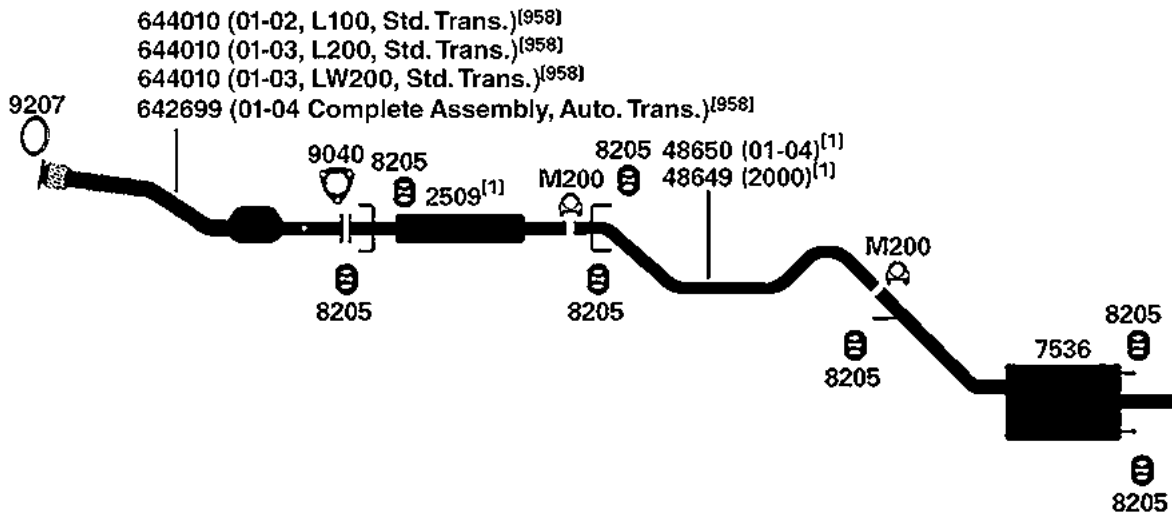 644010 (01-02, L100, Std. Trans.)[958]
644010 (01-03, L200, Std. Trans.)[958]
644010 (01-03, LW200, Std. Trans.)[958]
642699 (01-04 Complete Assembly, Auto. Trans.)[958]
9207
9040
8205
2509[1]
M200
8205
48650 (01-04)[1]
48649 (2000)[1]
8205
8205
M200
8205
7536
8205
8205